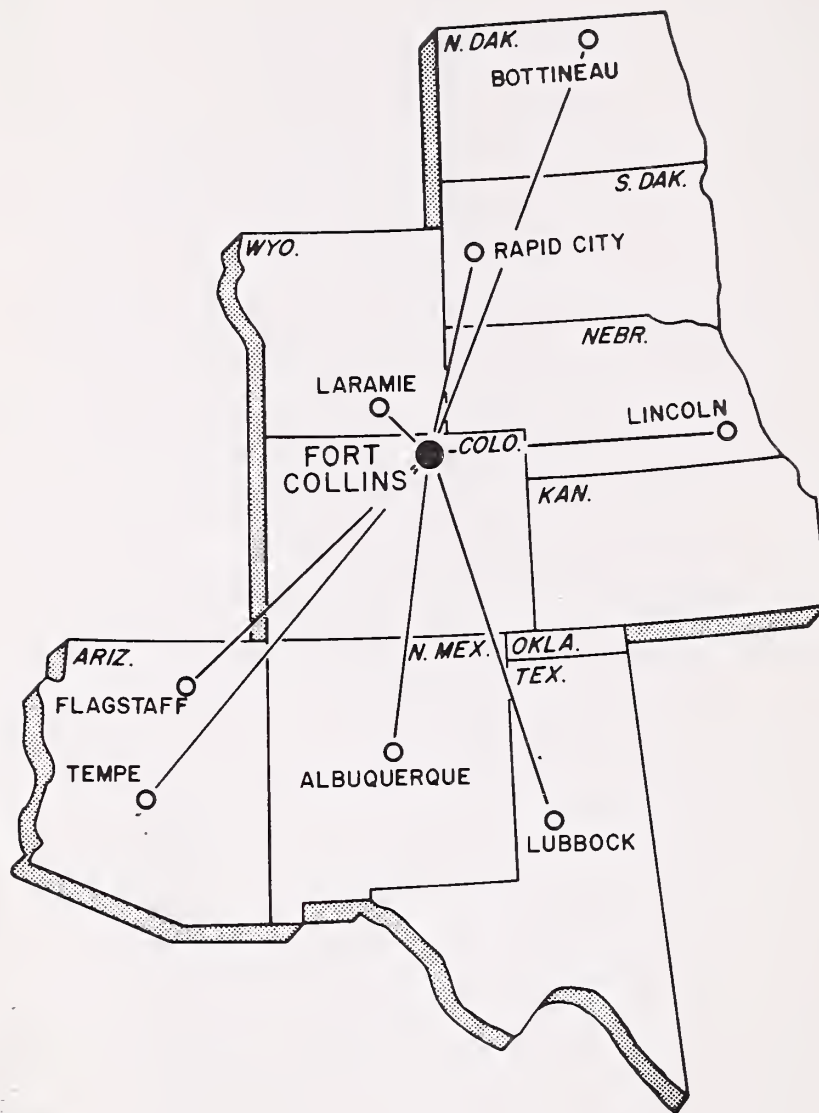 N. DAK.
BOTTINEAU
S. DAK.
WYO.
RAPID CITY
NEBR.
LARAMIE
LINCOLN
FORT
COLLINS
COLO.
KAN.
ARIZ.
N. MEX.
OKLA.
TEX.
FLAGSTAFF
TEMPE
ALBUQUERQUE
LUBBOCK